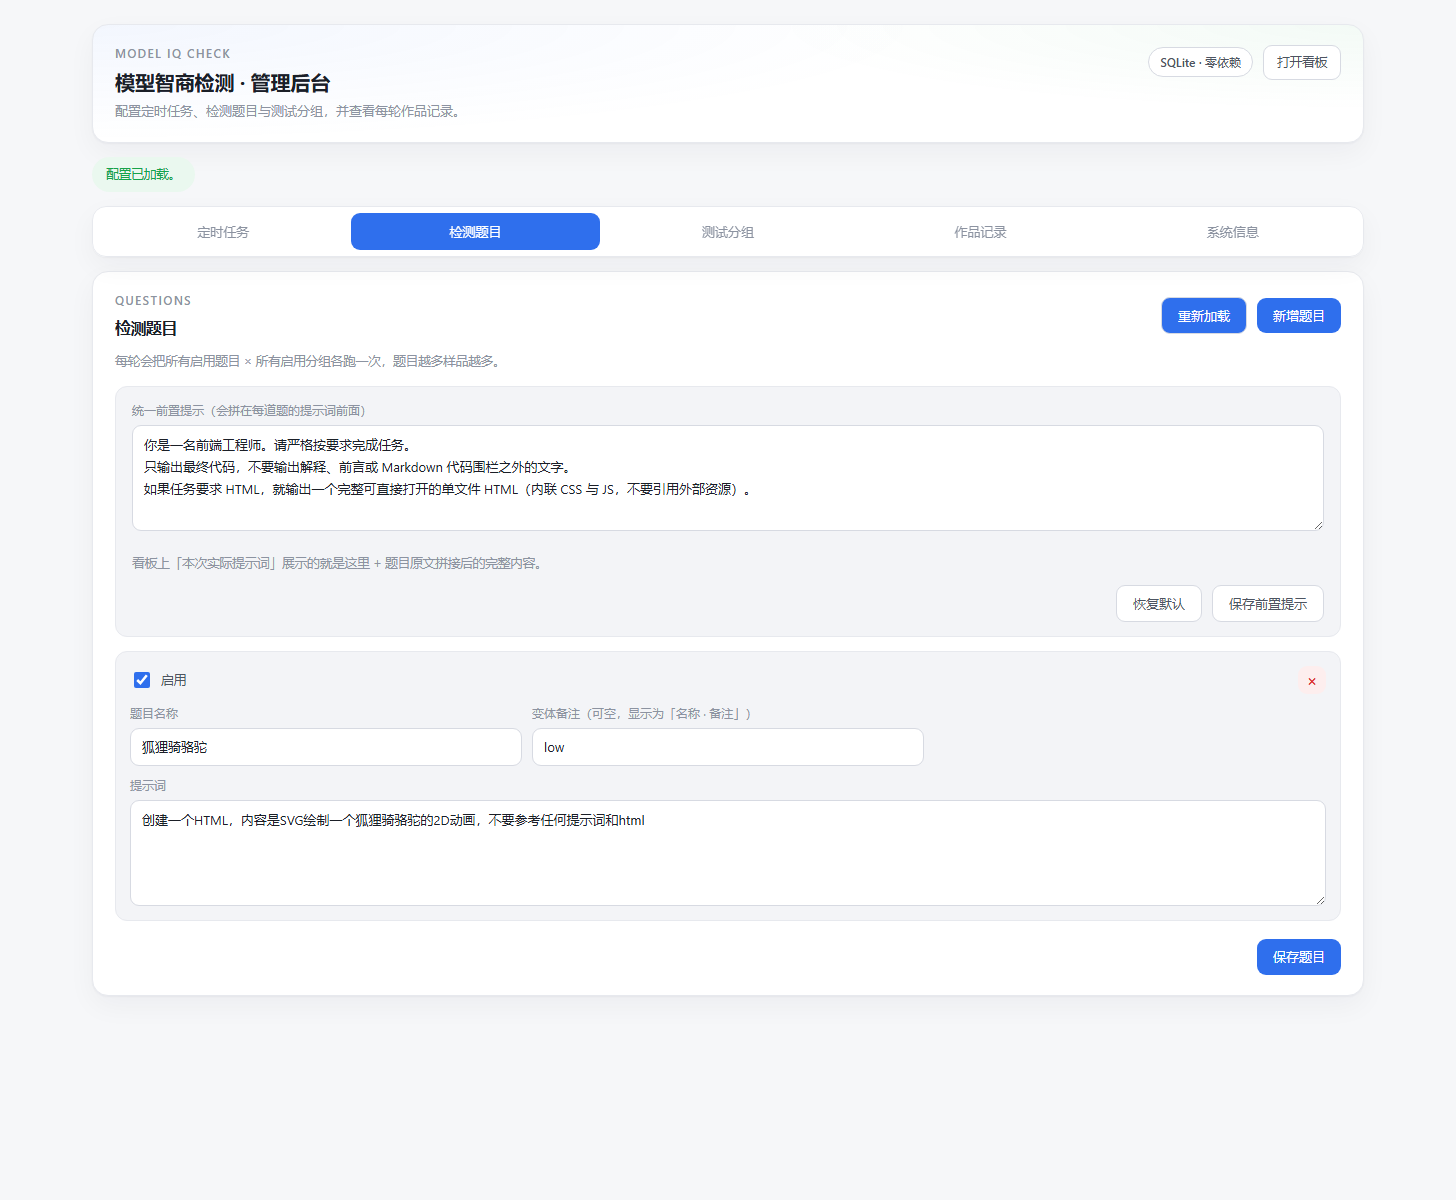 MODEL IQ CHECK
模型智商检测 · 管理后台
配置定时任务、检测题目与测试分组，并查看每轮作品记录。
SQLite · 零依赖
打开看板
配置已加载。
定时任务
检测题目
测试分组
作品记录
系统信息
QUESTIONS
检测题目
每轮会把所有启用题目 × 所有启用分组各跑一次，题目越多样品越多。
重新加载
新增题目
统一前置提示（会拼在每道题的提示词前面）
你是一名前端工程师。请严格按要求完成任务。
只输出最终代码，不要输出解释、前言或 Markdown 代码围栏之外的文字。
如果任务要求 HTML，就输出一个完整可直接打开的单文件 HTML（内联 CSS 与 JS，不要引用外部资源）。
看板上「本次实际提示词」展示的就是这里 + 题目原文拼接后的完整内容。
恢复默认
保存前置提示
启用
×
题目名称
变体备注（可空，显示为「名称 · 备注」）
狐狸骑骆驼
low
提示词
创建一个HTML，内容是SVG绘制一个狐狸骑骆驼的2D动画，不要参考任何提示词和html
保存题目